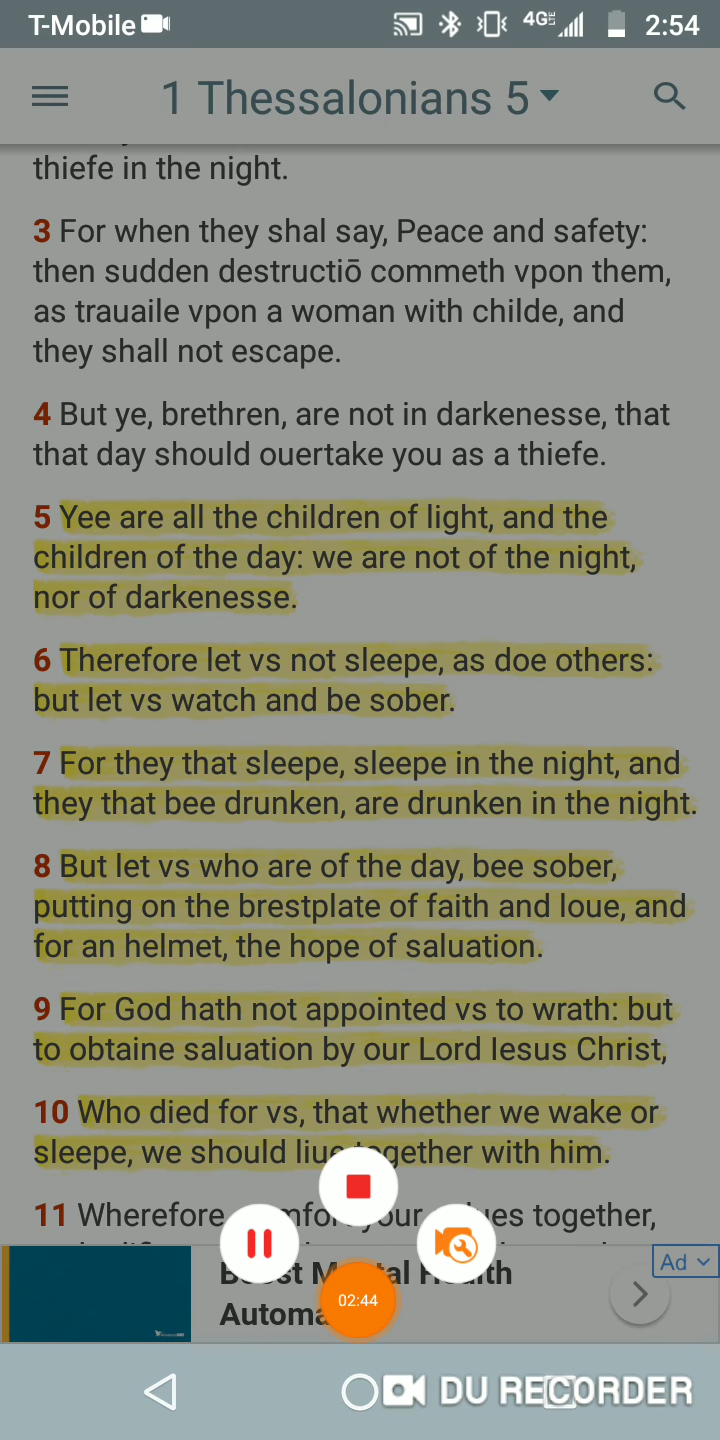 T-Mobile 4G LTE 2:54
1 Thessalonians 5
thiefe in the night.
3 For when they shal say, Peace and safety:
then sudden destructiō commeth vpon them,
as trauaile vpon a woman with childe, and
they shall not escape.
4 But ye, brethren, are not in darkenesse, that
that day should ouertake you as a thiefe.
5 Yee are all the children of light, and the
children of the day: we are not of the night,
nor of darkenesse.
6 Therefore let vs not sleepe, as doe others:
but let vs watch and be sober.
7 For they that sleepe, sleepe in the night, and
they that bee drunken, are drunken in the night.
8 But let vs who are of the day, bee sober,
putting on the brestplate of faith and loue, and
for an helmet, the hope of saluation.
9 For God hath not appointed vs to wrath: but
to obtaine saluation by our Lord Iesus Christ,
10 Who died for vs, that whether we wake or
sleepe, we should liue together with him.
11 Wherefore your together,
Ad
02:44
DU RECORDER